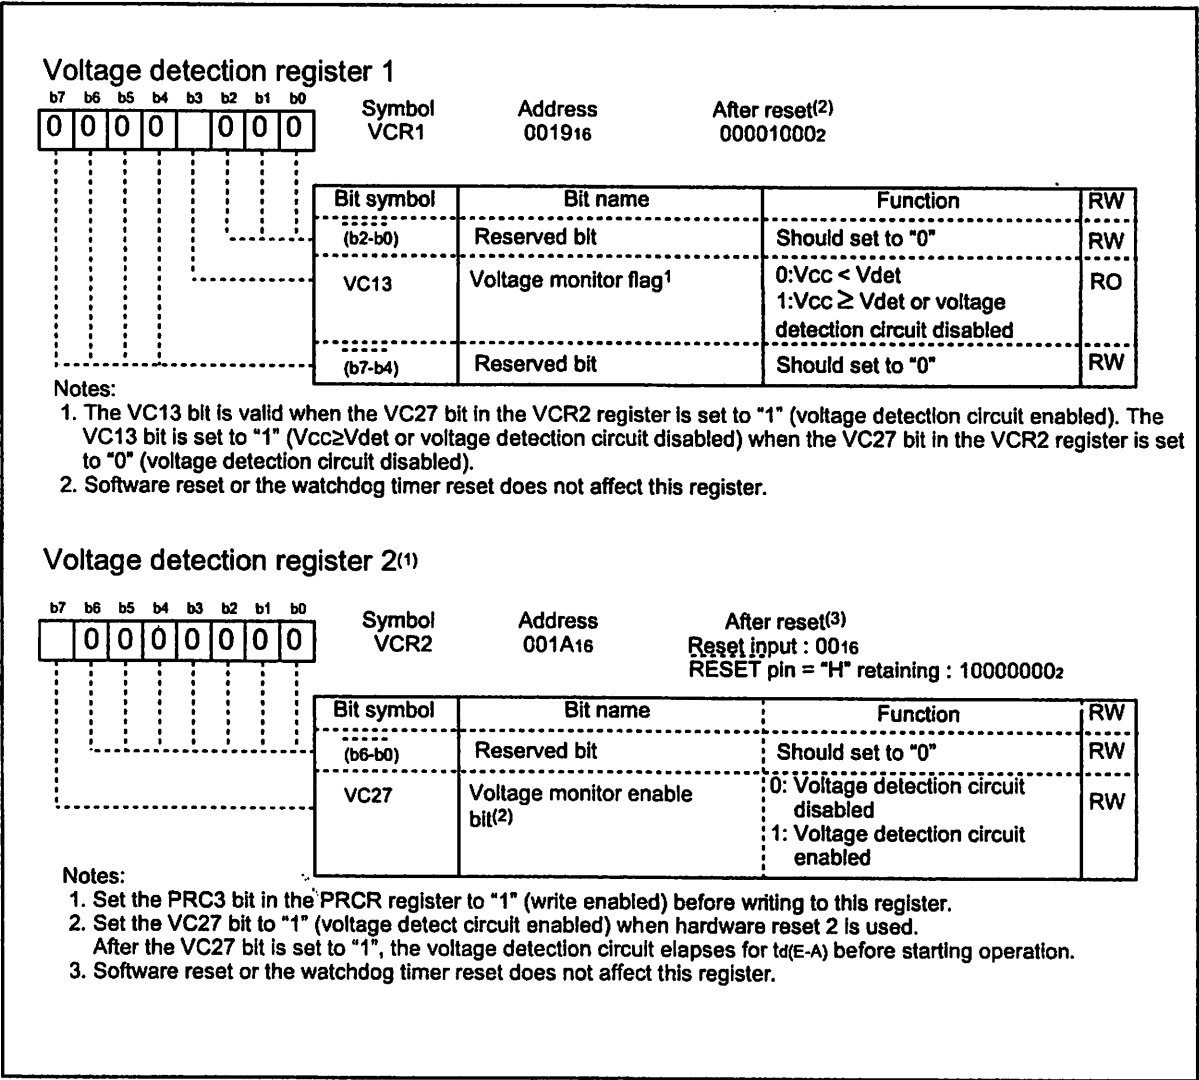 Voltage detection register 1
b7 b6 b5 b4 b3 b2 b1 b0
Symbol Address After reset(2)
0 0 0 0 0 0 0
VCR1 001916 000010002
Bit symbol Bit name Function RW
(b2-b0) Reserved bit Should set to "0" RW
VC13 Voltage monitor flag1 0:Vcc < Vdet RO
1:Vcc ≥ Vdet or voltage
detection circuit disabled
(b7-b4) Reserved bit Should set to "0" RW
Notes:
1. The VC13 bit is valid when the VC27 bit in the VCR2 register is set to "1" (voltage detection circuit enabled). The
VC13 bit is set to "1" (Vcc≥Vdet or voltage detection circuit disabled) when the VC27 bit in the VCR2 register is set
to "0" (voltage detection circuit disabled).
2. Software reset or the watchdog timer reset does not affect this register.
Voltage detection register 2(1)
b7 b6 b5 b4 b3 b2 b1 b0
Symbol Address After reset(3)
0 0 0 0 0 0 0
VCR2 001A16 Reset input : 0016
RESET pin = "H" retaining : 100000002
Bit symbol Bit name Function RW
(b6-b0) Reserved bit Should set to "0" RW
VC27 Voltage monitor enable 0: Voltage detection circuit RW
bit(2) disabled
1: Voltage detection circuit
enabled
Notes:
1. Set the PRC3 bit in the PRCR register to "1" (write enabled) before writing to this register.
2. Set the VC27 bit to "1" (voltage detect circuit enabled) when hardware reset 2 is used.
After the VC27 bit is set to "1", the voltage detection circuit elapses for td(E-A) before starting operation.
3. Software reset or the watchdog timer reset does not affect this register.